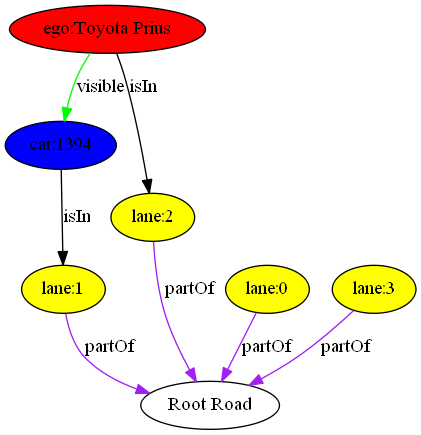 ego:Toyota Prius
visible
isIn
car:1394
isIn
lane:2
lane:1
partOf
lane:0
lane:3
partOf
partOf
partOf
Root Road